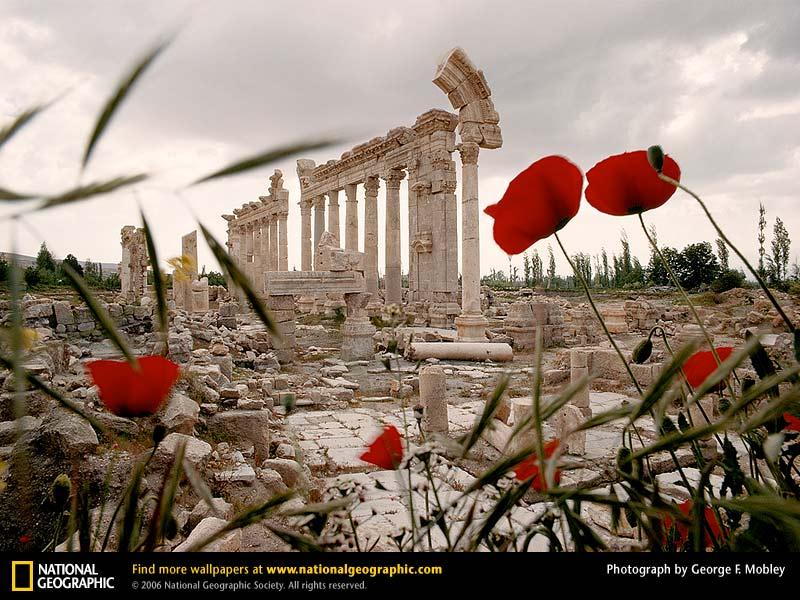 NATIONAL
GEOGRAPHIC
Find more wallpapers at www.nationalgeographic.com
© 2006 National Geographic Society. All rights reserved.
Photograph by George F. Mobley